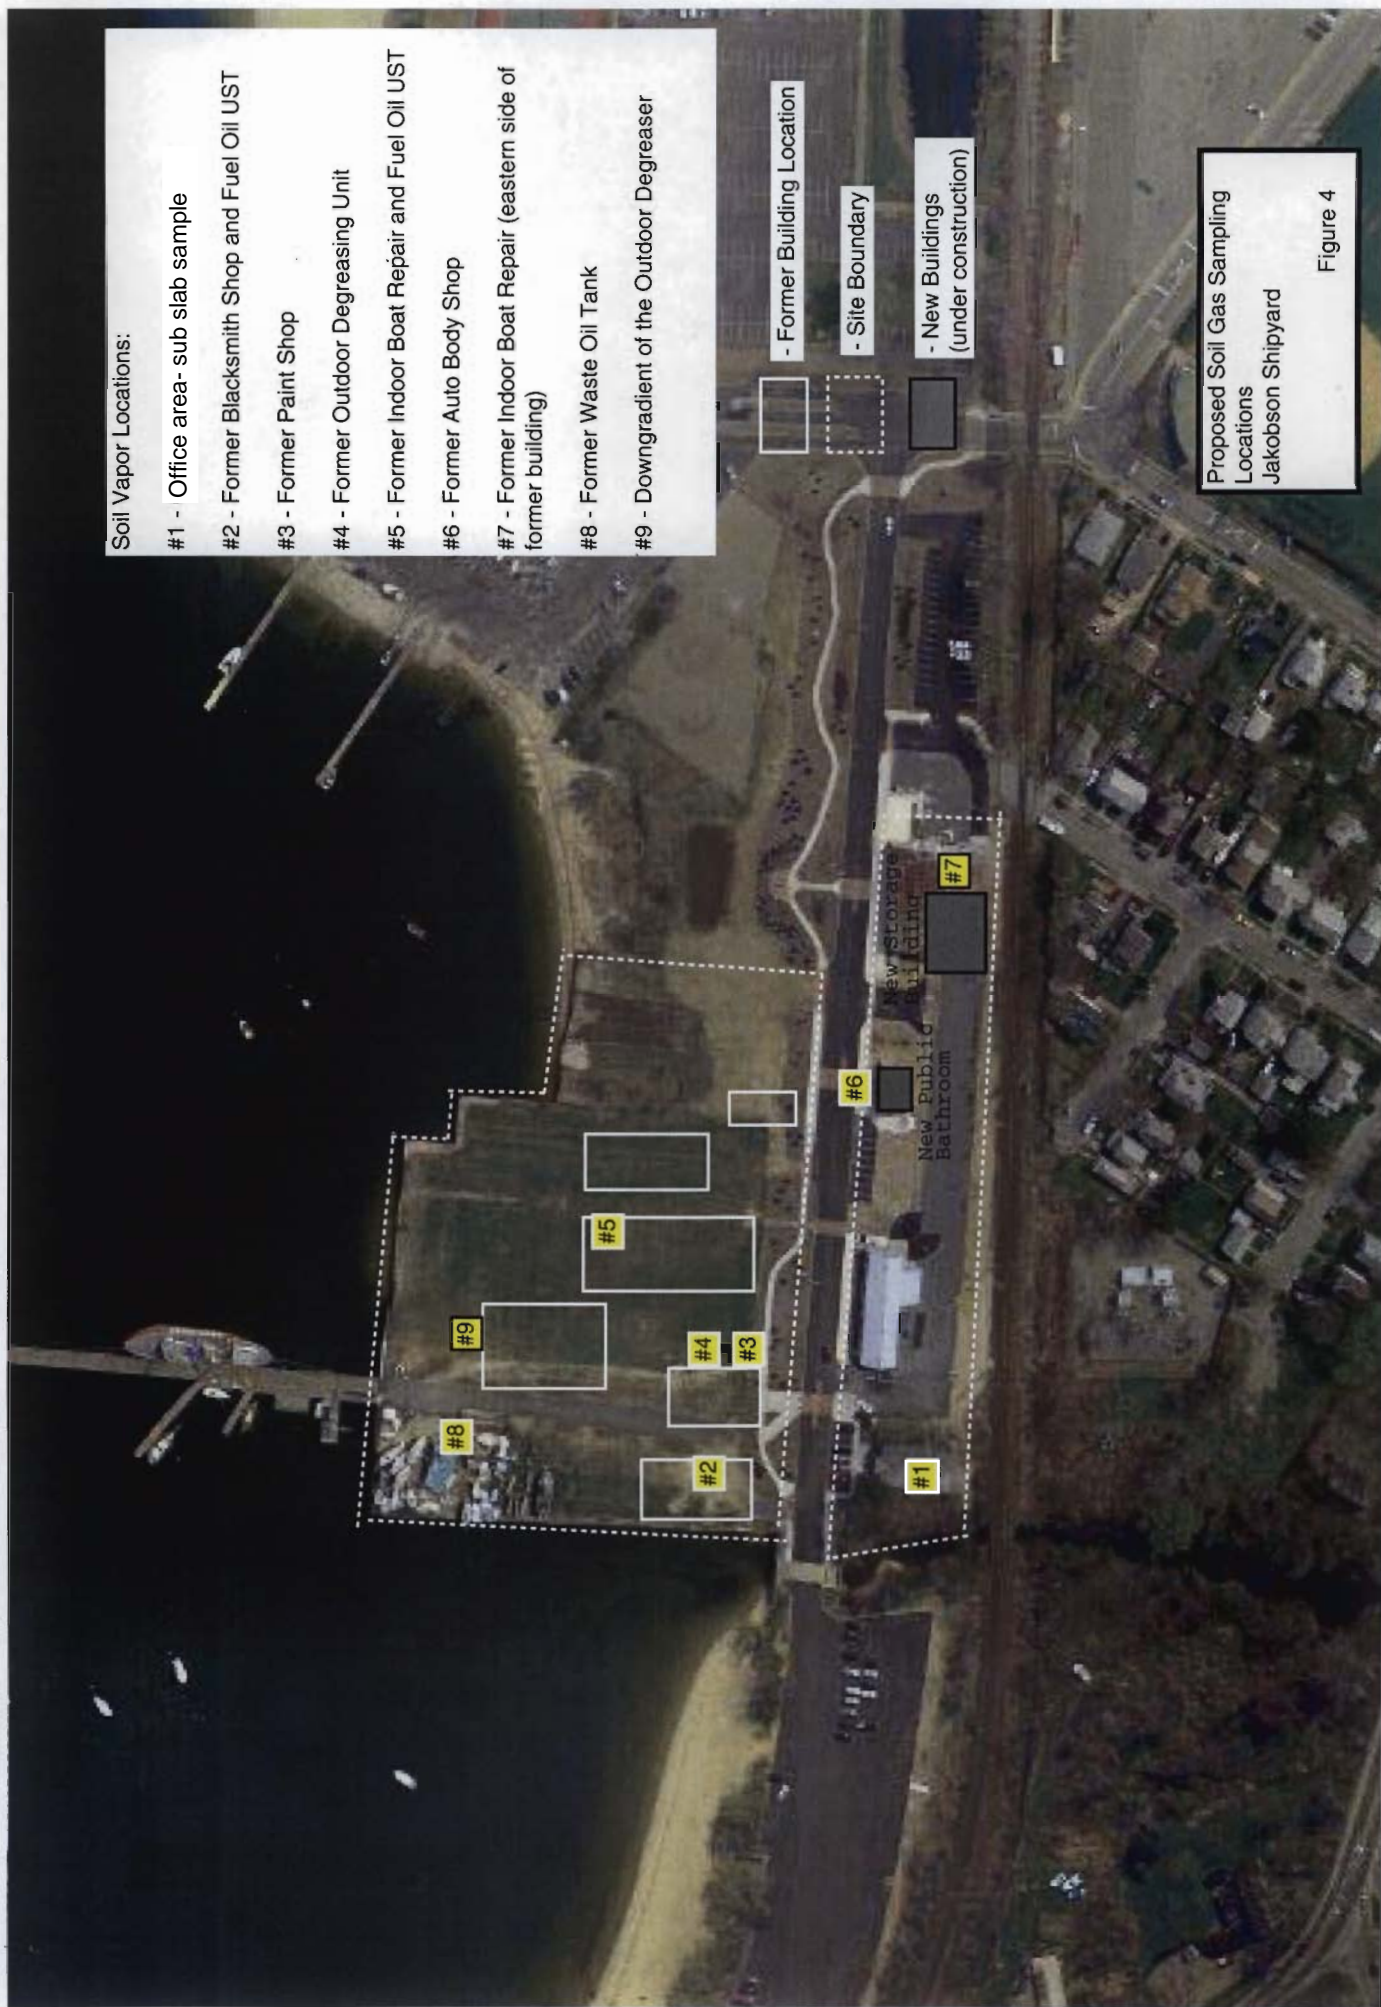 Soil Vapor Locations:
#1 - Office area- sub slab sample
#2 - Former Blacksmith Shop and Fuel Oil UST
#3 - Former Paint Shop
#4 - Former Outdoor Degreasing Unit
#5 - Former Indoor Boat Repair and Fuel Oil UST
#6 - Former Auto Body Shop
#7 - Former Indoor Boat Repair (eastern side of
former building)
#8 - Former Waste Oil Tank
#9 - Downgradient of the Outdoor Degreaser
- Former Building Location
- Site Boundary
- New Buildings
(under construction)
#8
#9
#2
#4
#3
#5
#1
#6
New Public
Bathroom
New Storage
Building
#7
Proposed Soil Gas Sampling
Locations
Jakobson Shipyard
Figure 4